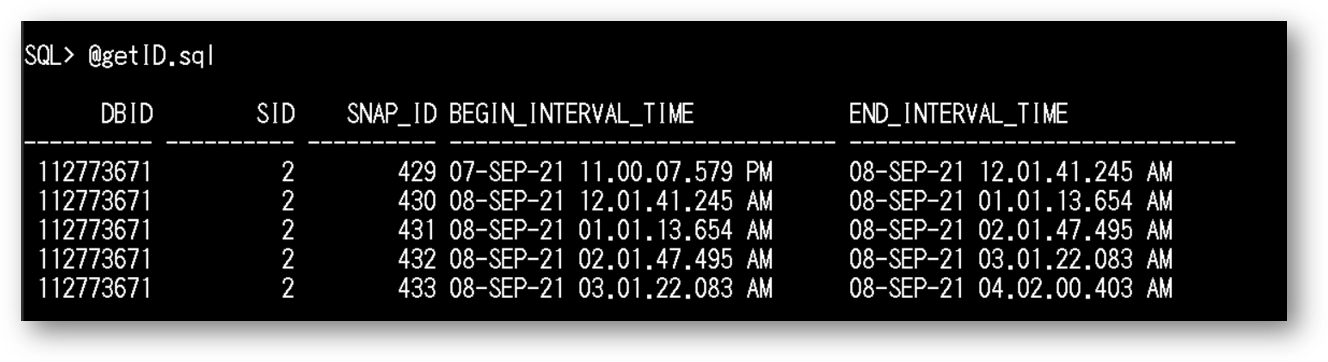 SQL> @getID.sql
      DBID        SID    SNAP_ID BEGIN_INTERVAL_TIME            END_INTERVAL_TIME
---------- ---------- ---------- ------------------------------ ------------------------------
 112773671          2        429 07-SEP-21 11.00.07.579 PM      08-SEP-21 12.01.41.245 AM
 112773671          2        430 08-SEP-21 12.01.41.245 AM      08-SEP-21 01.01.13.654 AM
 112773671          2        431 08-SEP-21 01.01.13.654 AM      08-SEP-21 02.01.47.495 AM
 112773671          2        432 08-SEP-21 02.01.47.495 AM      08-SEP-21 03.01.22.083 AM
 112773671          2        433 08-SEP-21 03.01.22.083 AM      08-SEP-21 04.02.00.403 AM